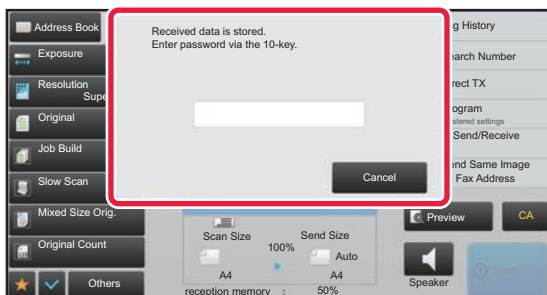 Address Book
Exposure
Resolution
Supe
Original
Job Build
Slow Scan
Mixed Size Orig.
Original Count
Others
Received data is stored.
Enter password via the 10-key.
Cancel
g History
earch Number
rect TX
ogram
stered settings
Send/Receive
end Same Image
Fax Address
Preview
CA
Scan Size
Send Size
100%
Auto
A4
A4
reception memory : 50%
Speaker
Start